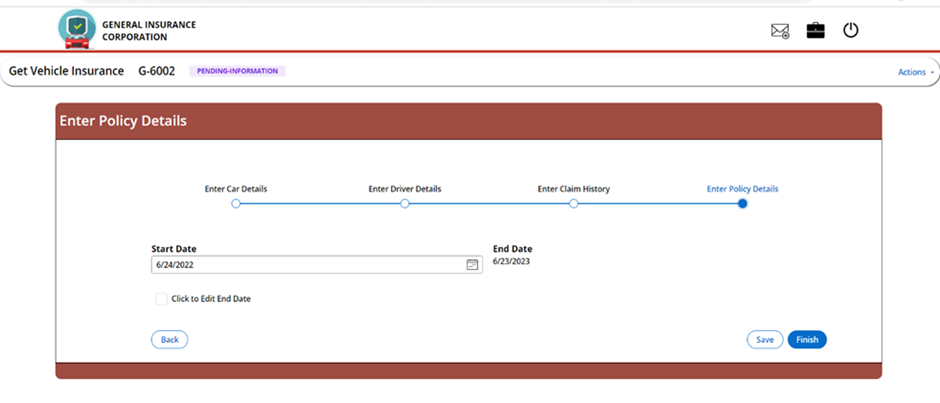 GENERAL INSURANCE
CORPORATION
Get Vehicle Insurance G-6002 PENDING-INFORMATION Actions
Enter Policy Details
Enter Car Details Enter Driver Details Enter Claim History Enter Policy Details
Start Date End Date
6/24/2022 6/23/2023
Click to Edit End Date
Back Save Finish